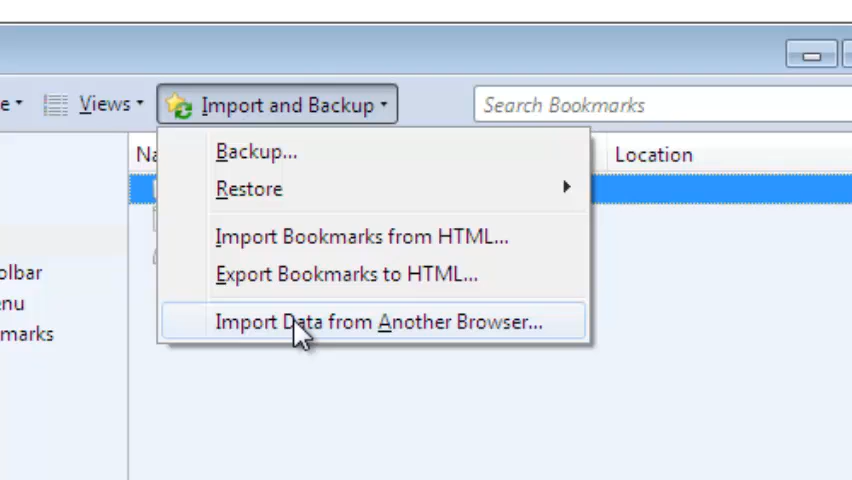 e
Views
Import and Backup
Search Bookmarks
Na
Location
Backup...
Restore
Import Bookmarks from HTML...
Export Bookmarks to HTML...
Import Data from Another Browser...
olbar
enu
marks